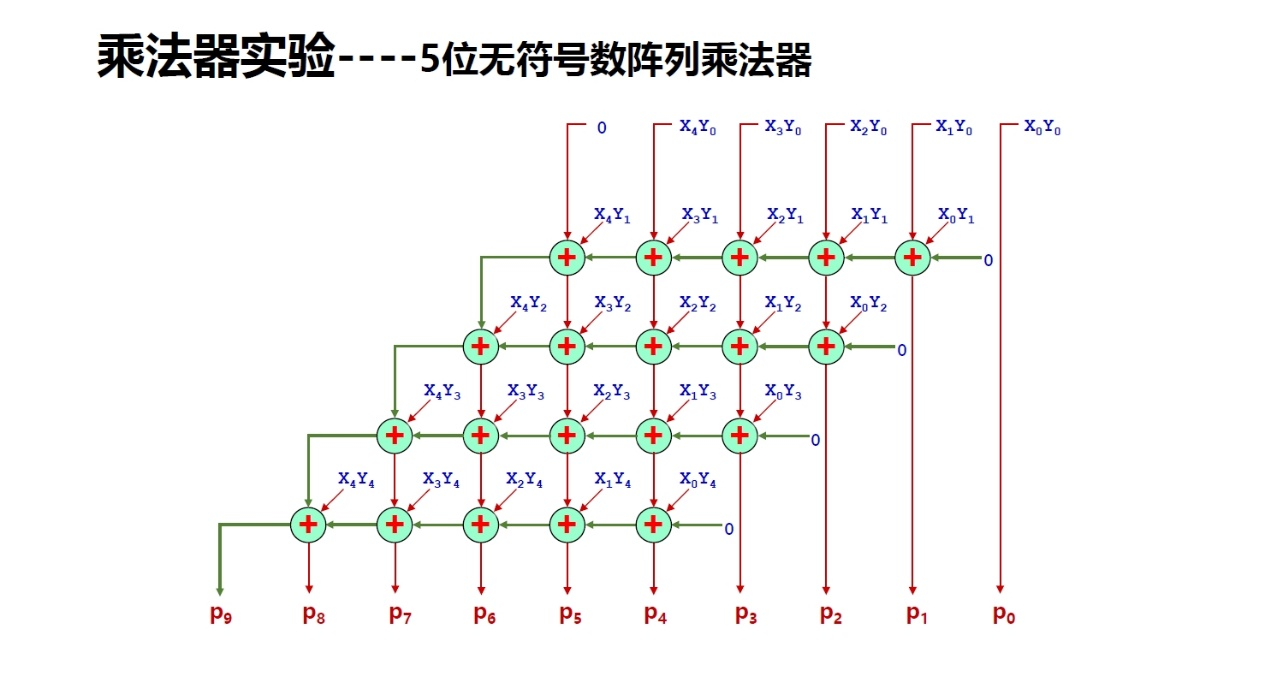 乘法器实验----5位无符号数阵列乘法器
0 X₄Y₀ X₃Y₀ X₂Y₀ X₁Y₀ X₀Y₀
X₄Y₁ X₃Y₁ X₂Y₁ X₁Y₁ X₀Y₁
+ + + + + 0
X₄Y₂ X₃Y₂ X₂Y₂ X₁Y₂ X₀Y₂
+ + + + + 0
X₄Y₃ X₃Y₃ X₂Y₃ X₁Y₃ X₀Y₃
+ + + + + 0
X₄Y₄ X₃Y₄ X₂Y₄ X₁Y₄ X₀Y₄
+ + + + + 0
p₉ p₈ p₇ p₆ p₅ p₄ p₃ p₂ p₁ p₀